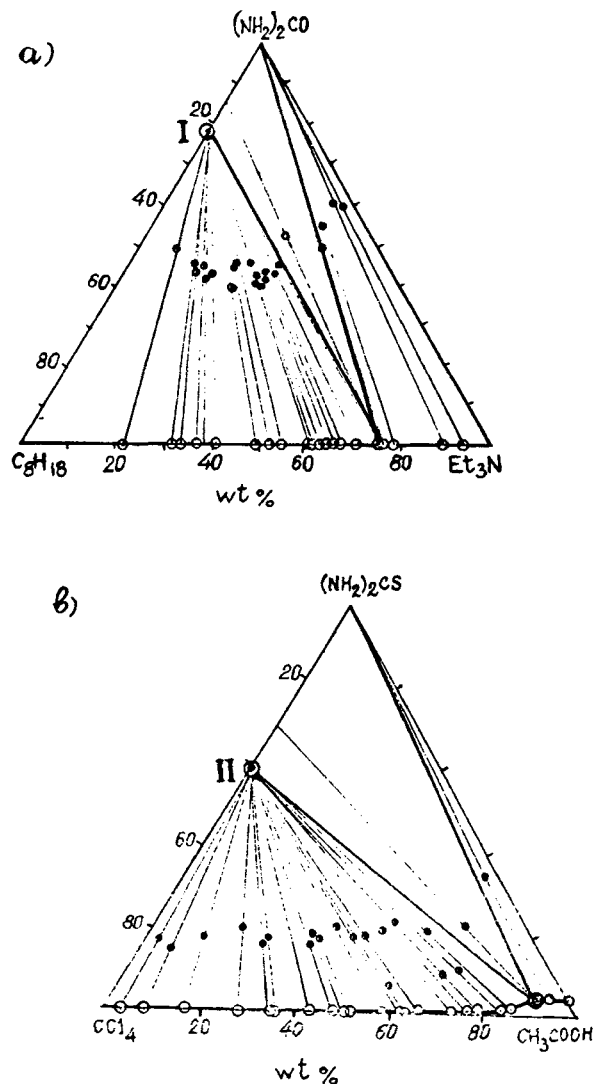 a)
(NH₂)₂CO
20
I
40
60
80
C₈H₁₈ 20 40 60 80 Et₃N
wt %
б)
(NH₂)₂CS
20
II
60
80
CCl₄ 20 40 60 80 CH₃COOH
wt %